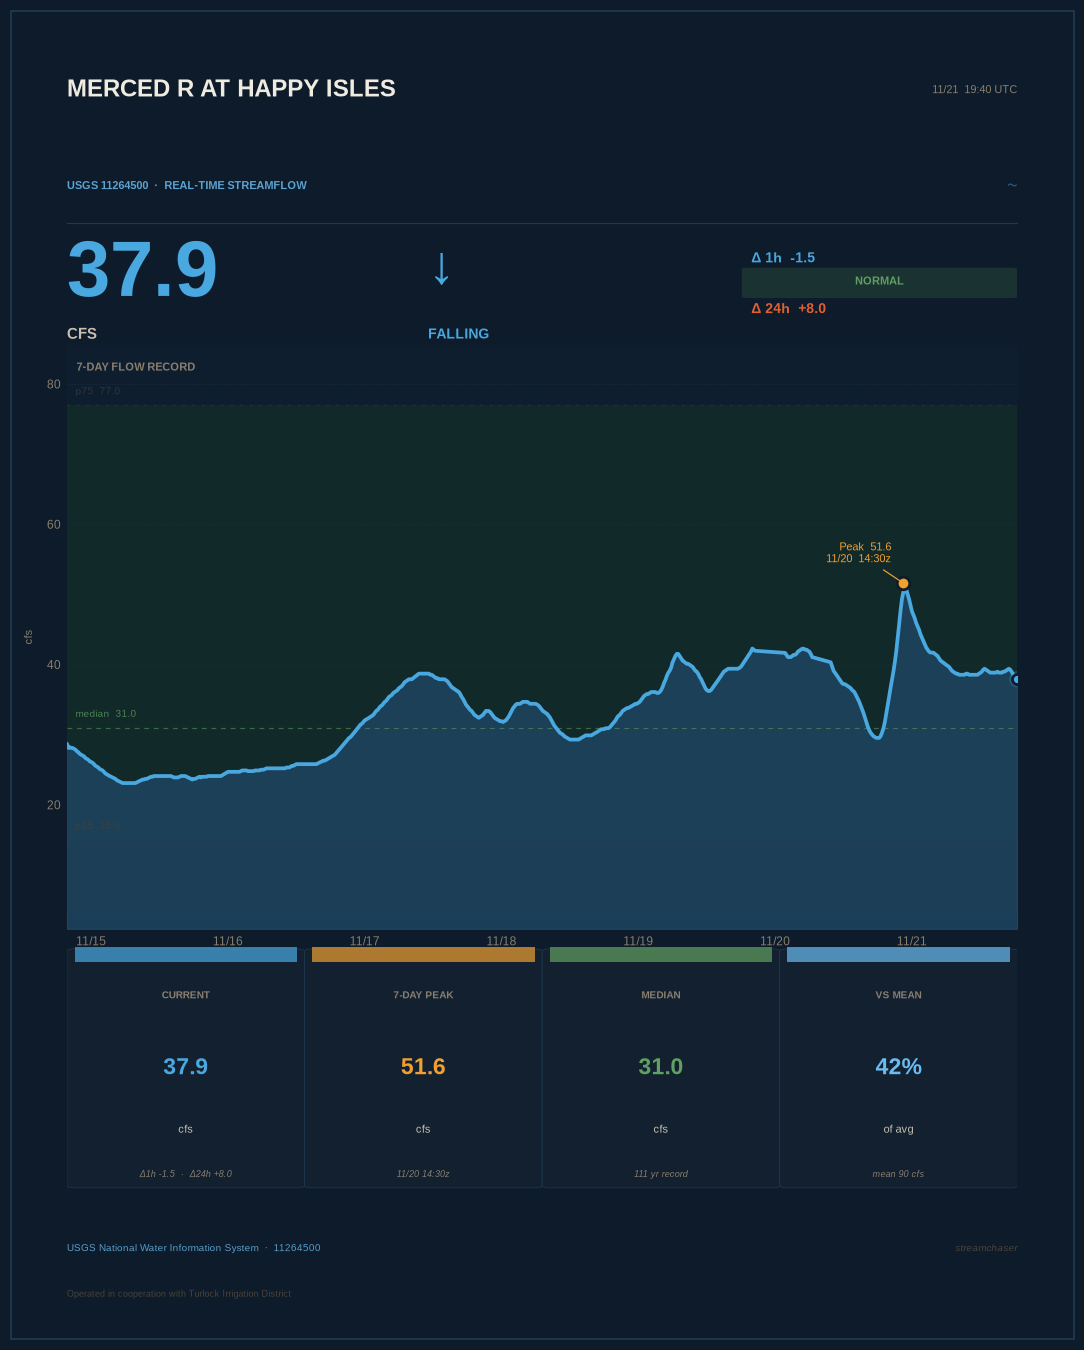 MERCED R AT HAPPY ISLES
11/21 19:40 UTC
USGS 11264500 · REAL-TIME STREAMFLOW
~
37.9
↓
Δ 1h -1.5
NORMAL
Δ 24h +8.0
CFS
FALLING
7-DAY FLOW RECORD
80
p75 77.0
60
Peak 51.6
11/20 14:30z
cfs
40
median 31.0
20
11/15
11/16
11/17
11/18
11/19
11/20
11/21
CURRENT
7-DAY PEAK
MEDIAN
VS MEAN
37.9
51.6
31.0
42%
cfs
cfs
cfs
of avg
Δ1h -1.5 · Δ24h +8.0
11/20 14:30z
111 yr record
mean 90 cfs
USGS National Water Information System · 11264500
streamchaser
Operated in cooperation with Turlock Irrigation District